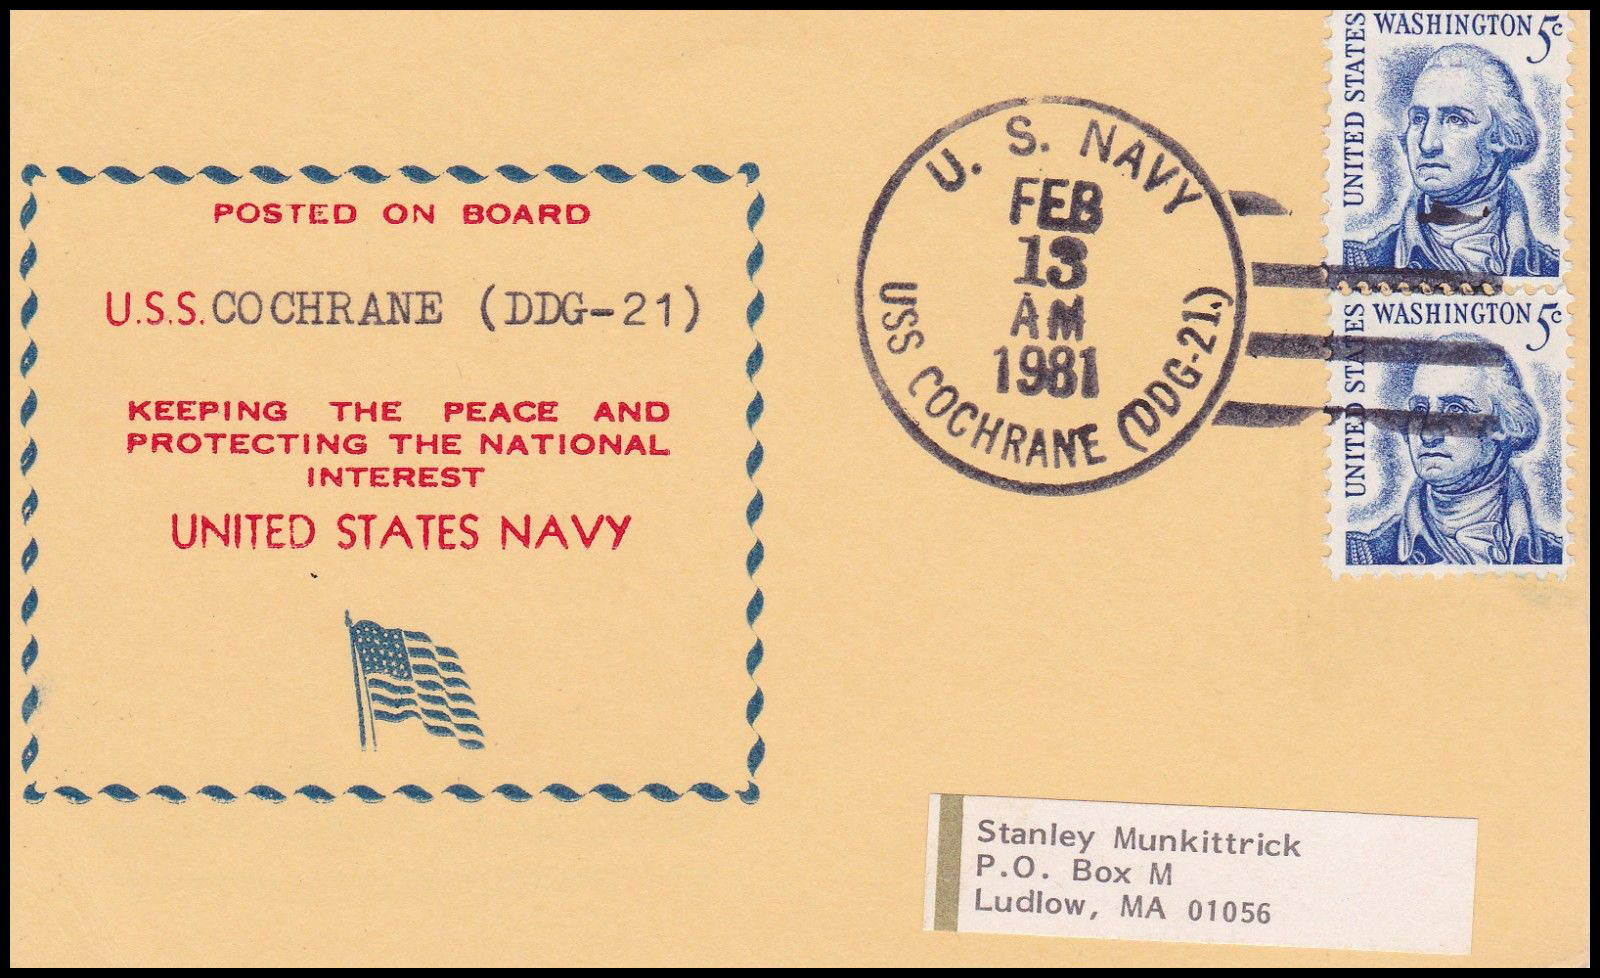 POSTED ON BOARD
U.S.S. COCHRANE (DDG-21)
KEEPING THE PEACE AND
PROTECTING THE NATIONAL
INTEREST
UNITED STATES NAVY
U. S. NAVY
FEB
13
AM
1981
USS COCHRANE (DDG-21.)
UNITED STATES
WASHINGTON 5c
UNITED STATES
WASHINGTON 5c
Stanley Munkittrick
P.O. Box M
Ludlow, MA 01056